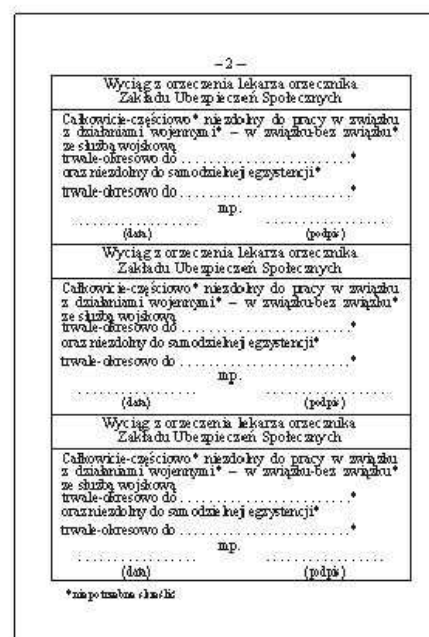 – 2 –
Wyciąg z orzeczenia lekarza orzecznika
Zakładu Ubezpieczeń Społecznych
Całkowicie-częściowo* niezdolny do pracy w związku
z działaniami wojennymi* – w związku-bez związku*
ze służbą wojskową
trwale-okresowo do ..............................*
oraz niezdolny do samodzielnej egzystencji*
trwale-okresowo do ..............................*
mp.
...................... ......................
(data) (podpis)
Wyciąg z orzeczenia lekarza orzecznika
Zakładu Ubezpieczeń Społecznych
Całkowicie-częściowo* niezdolny do pracy w związku
z działaniami wojennymi* – w związku-bez związku*
ze służbą wojskową
trwale-okresowo do ..............................*
oraz niezdolny do samodzielnej egzystencji*
trwale-okresowo do ..............................*
mp.
...................... ......................
(data) (podpis)
Wyciąg z orzeczenia lekarza orzecznika
Zakładu Ubezpieczeń Społecznych
Całkowicie-częściowo* niezdolny do pracy w związku
z działaniami wojennymi* – w związku-bez związku*
ze służbą wojskową
trwale-okresowo do ..............................*
oraz niezdolny do samodzielnej egzystencji*
trwale-okresowo do ..............................*
mp.
...................... ......................
(data) (podpis)
*niepotrzebne skreślić